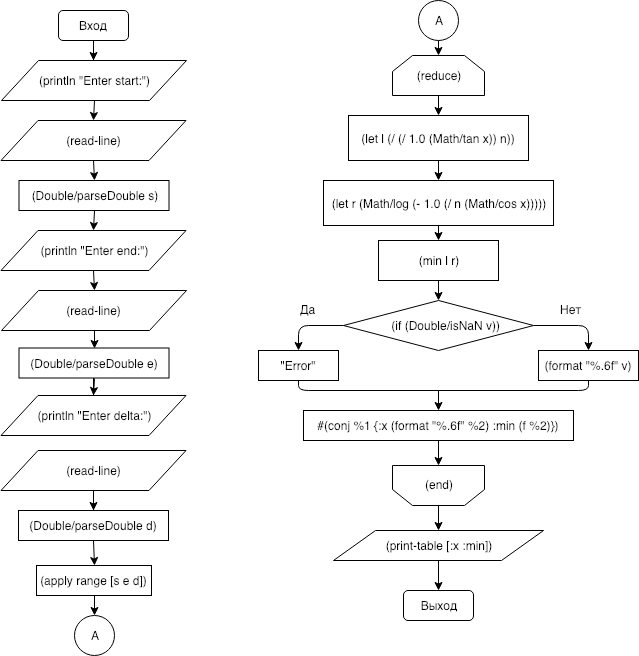 Вход
(println "Enter start:")
(read-line)
(Double/parseDouble s)
(println "Enter end:")
(read-line)
(Double/parseDouble e)
(println "Enter delta:")
(read-line)
(Double/parseDouble d)
(apply range [s e d])
A
A
(reduce)
(let l (/ (/ 1.0 (Math/tan x)) n))
(let r (Math/log (- 1.0 (/ n (Math/cos x)))))
(min l r)
(if (Double/isNaN v))
Да
Нет
"Error"
(format "%.6f" v)
#(conj %1 {:x (format "%.6f" %2) :min (f %2)})
(end)
(print-table [:x :min])
Выход